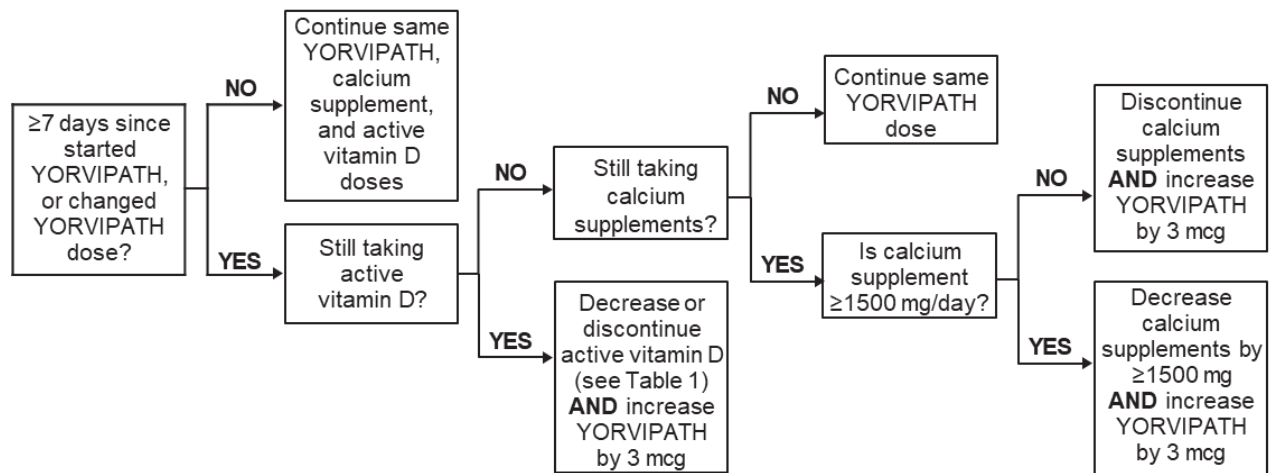 ≥7 days since
started
YORVIPATH,
or changed
YORVIPATH
dose?
NO
Continue same
YORVIPATH,
calcium
supplement,
and active
vitamin D
doses
YES
Still taking
active
vitamin D?
NO
Still taking
calcium
supplements?
YES
Decrease or
discontinue
active vitamin D
(see Table 1)
AND increase
YORVIPATH
by 3 mcg
NO
Continue same
YORVIPATH
dose
YES
Is calcium
supplement
≥1500 mg/day?
NO
Discontinue
calcium
supplements
AND increase
YORVIPATH
by 3 mcg
YES
Decrease
calcium
supplements by
≥1500 mg
AND increase
YORVIPATH
by 3 mcg